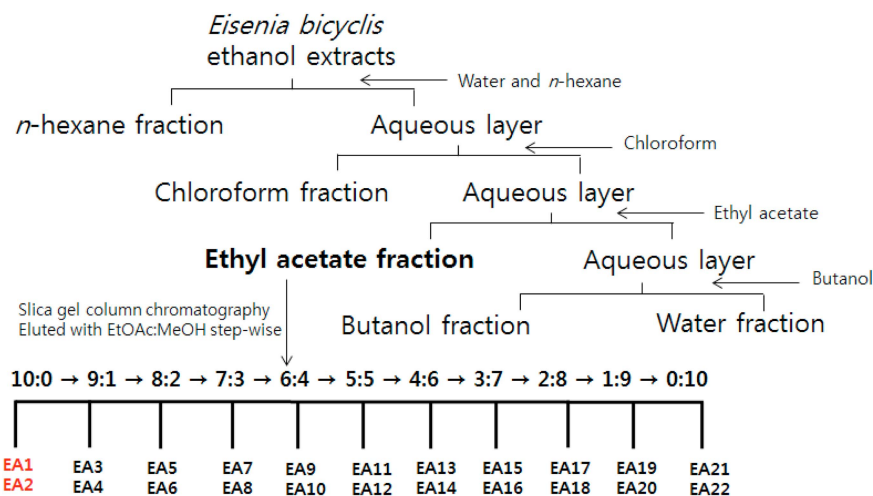 Eisenia bicyclis
ethanol extracts
Water and n-hexane
n-hexane fraction
Aqueous layer
Chloroform
Chloroform fraction
Aqueous layer
Ethyl acetate
Ethyl acetate fraction
Aqueous layer
Butanol
Slica gel column chromatography
Eluted with EtOAc:MeOH step-wise
Butanol fraction
Water fraction
10:0 → 9:1 → 8:2 → 7:3 → 6:4 → 5:5 → 4:6 → 3:7 → 2:8 → 1:9 → 0:10
EA1 EA3 EA5 EA7 EA9 EA11 EA13 EA15 EA17 EA19 EA21
EA2 EA4 EA6 EA8 EA10 EA12 EA14 EA16 EA18 EA20 EA22